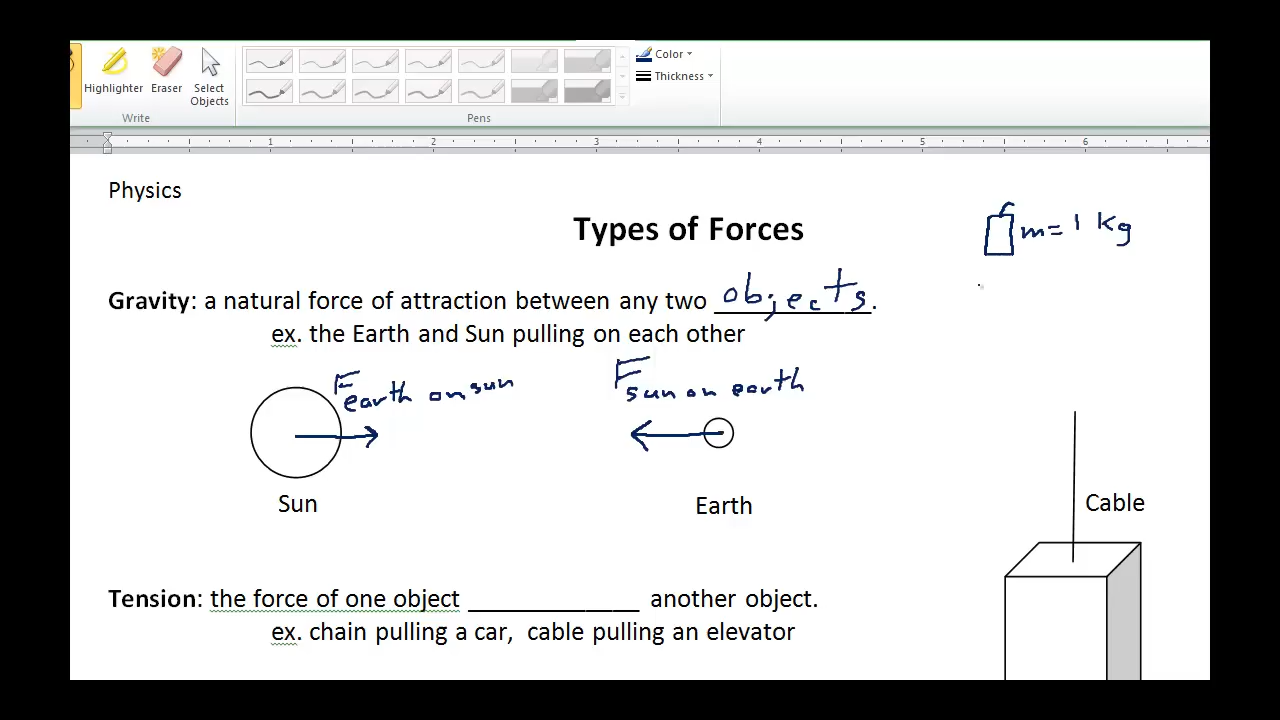 Highlighter Eraser Select Objects
Color
Thickness
Write Pens
1 2 3 4 5 6
Physics
Types of Forces
m = 1 kg
Gravity: a natural force of attraction between any two objects.
ex. the Earth and Sun pulling on each other
F earth on sun
F sun on earth
Sun
Earth
Cable
Tension: the force of one object ______________ another object.
ex. chain pulling a car, cable pulling an elevator